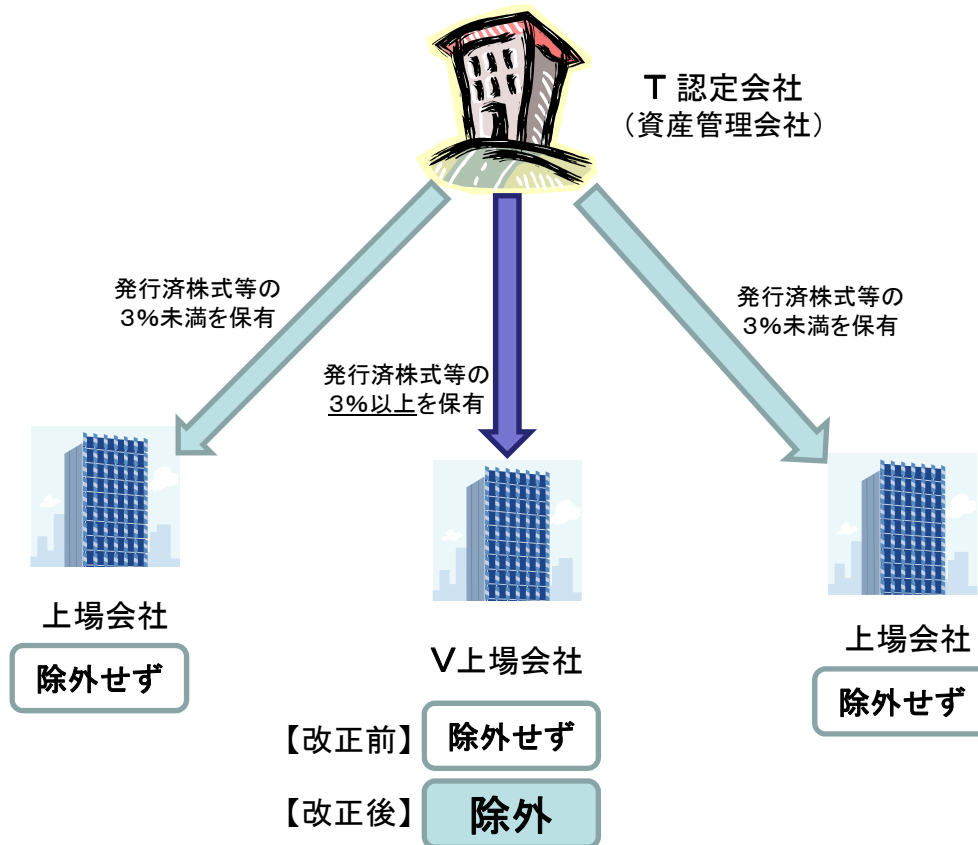 T 認定会社
（資産管理会社）
発行済株式等の
3%未満を保有
発行済株式等の
3%以上を保有
発行済株式等の
3%未満を保有
上場会社
除外せず
V上場会社
【改正前】 除外せず
【改正後】 除外
上場会社
除外せず